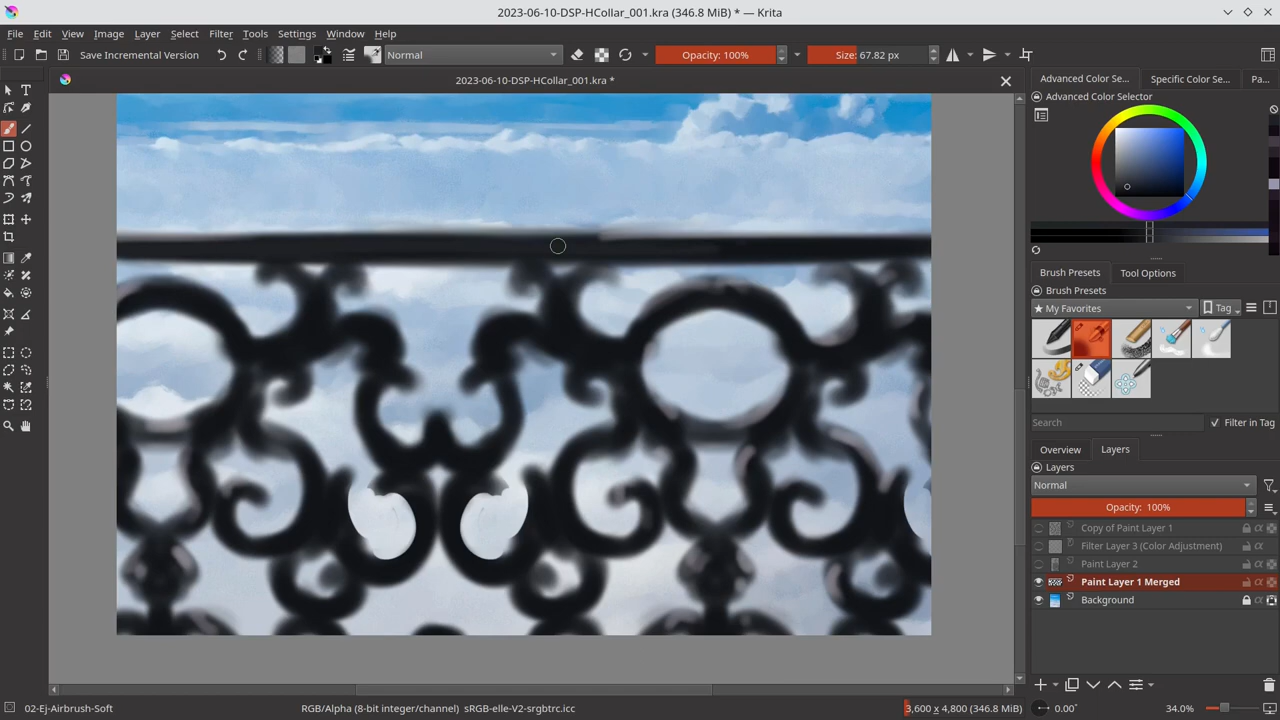 2023-06-10-DSP-HCollar_001.kra (346.8 MiB) * — Krita
File Edit View Image Layer Select Filter Tools Settings Window Help
Save Incremental Version Normal Opacity: 100% Size: 67.82 px
2023-06-10-DSP-HCollar_001.kra *
Advanced Color Se... Specific Color Se... Pa...
Advanced Color Selector
Brush Presets Tool Options
Brush Presets
★ My Favorites Tag
Search Filter in Tag
Overview Layers
Layers
Normal
Opacity: 100%
Copy of Paint Layer 1
Filter Layer 3 (Color Adjustment)
Paint Layer 2
Paint Layer 1 Merged
Background
02-Ej-Airbrush-Soft RGB/Alpha (8-bit integer/channel) sRGB-elle-V2-srgbtrc.icc 3,600 x 4,800 (346.8 MiB) 0.00° 34.0%